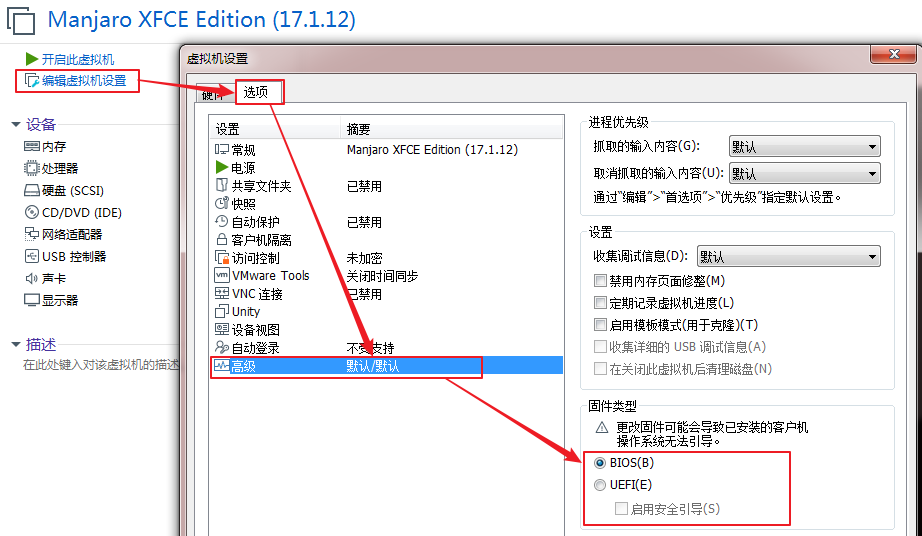 Manjaro XFCE Edition (17.1.12)
开启此虚拟机
编辑虚拟机设置
设备
内存
处理器
硬盘 (SCSI)
CD/DVD (IDE)
网络适配器
USB 控制器
声卡
显示器
描述
在此处键入对该虚拟机的描述
虚拟机设置
硬件 选项
设置 摘要
常规 Manjaro XFCE Edition (17.1.12)
电源
共享文件夹 已禁用
快照
自动保护 已禁用
客户机隔离
访问控制 未加密
VMware Tools 关闭时间同步
VNC 连接 已禁用
Unity
设备视图
自动登录 不受支持
高级 默认/默认
进程优先级
抓取的输入内容(G): 默认
取消抓取的输入内容(U): 默认
通过“编辑”>“首选项”>“优先级”指定默认设置。
设置
收集调试信息(D): 默认
禁用内存页面修整(M)
定期记录虚拟机进度(L)
启用模板模式(用于克隆)(T)
收集详细的 USB 调试信息(A)
在关闭此虚拟机后清理磁盘(N)
固件类型
更改固件可能会导致已安装的客户机
操作系统无法引导。
BIOS(B)
UEFI(E)
启用安全引导(S)